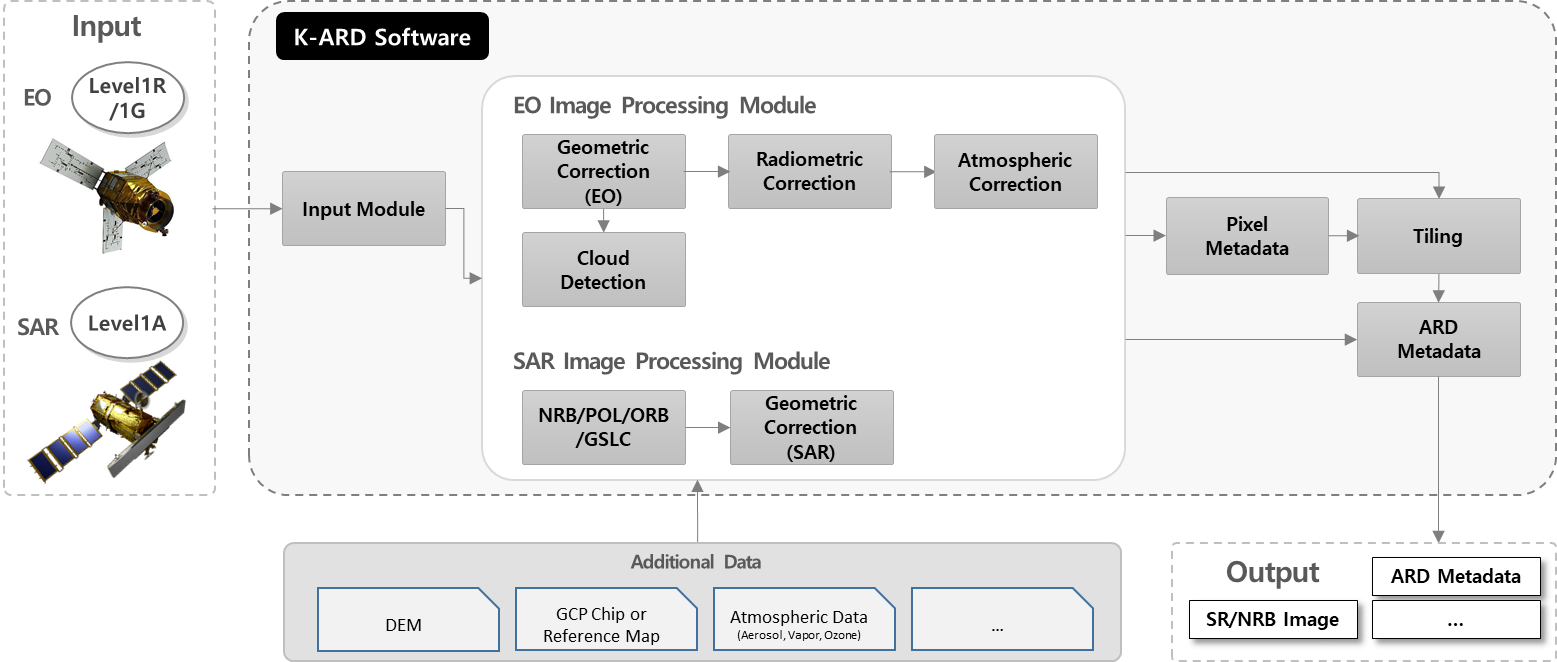 Input
EO
Level1R
/1G
SAR
Level1A
K-ARD Software
Input Module
EO Image Processing Module
Geometric
Correction
(EO)
Radiometric
Correction
Atmospheric
Correction
Cloud
Detection
SAR Image Processing Module
NRB/POL/ORB
/GSLC
Geometric
Correction
(SAR)
Pixel
Metadata
Tiling
ARD
Metadata
Additional Data
DEM
GCP Chip or
Reference Map
Atmospheric Data
(Aerosol, Vapor, Ozone)
...
Output
ARD Metadata
SR/NRB Image
...